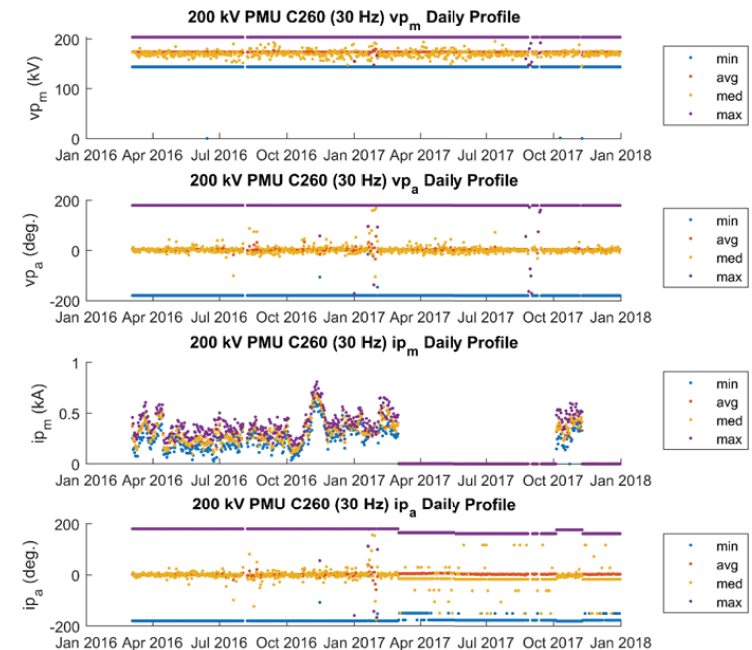 200 kV PMU C260 (30 Hz) vpm Daily Profile
vpm (kV)
200
100
0
Jan 2016 Apr 2016 Jul 2016 Oct 2016 Jan 2017 Apr 2017 Jul 2017 Oct 2017 Jan 2018
min
avg
med
max
200 kV PMU C260 (30 Hz) vpa Daily Profile
vpa (deg.)
200
0
-200
Jan 2016 Apr 2016 Jul 2016 Oct 2016 Jan 2017 Apr 2017 Jul 2017 Oct 2017 Jan 2018
min
avg
med
max
200 kV PMU C260 (30 Hz) ipm Daily Profile
ipm (kA)
1
0.5
0
Jan 2016 Apr 2016 Jul 2016 Oct 2016 Jan 2017 Apr 2017 Jul 2017 Oct 2017 Jan 2018
min
avg
med
max
200 kV PMU C260 (30 Hz) ipa Daily Profile
ipa (deg.)
200
0
-200
Jan 2016 Apr 2016 Jul 2016 Oct 2016 Jan 2017 Apr 2017 Jul 2017 Oct 2017 Jan 2018
min
avg
med
max